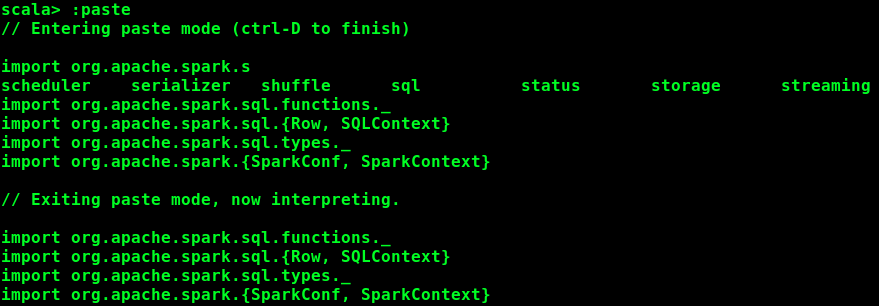 scala> :paste
// Entering paste mode (ctrl-D to finish)
import org.apache.spark.s
scheduler    serializer   shuffle      sql          status       storage      streaming
import org.apache.spark.sql.functions._
import org.apache.spark.sql.{Row, SQLContext}
import org.apache.spark.sql.types._
import org.apache.spark.{SparkConf, SparkContext}
// Exiting paste mode, now interpreting.
import org.apache.spark.sql.functions._
import org.apache.spark.sql.{Row, SQLContext}
import org.apache.spark.sql.types._
import org.apache.spark.{SparkConf, SparkContext}